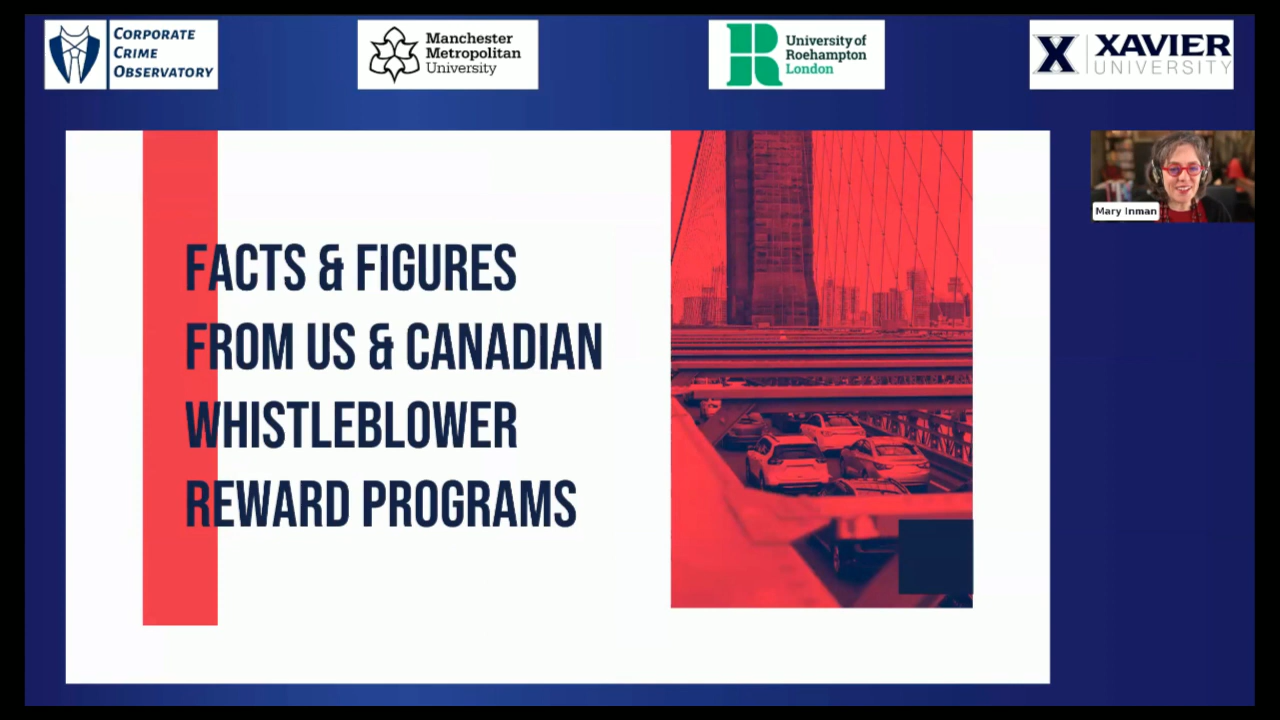 CORPORATE
CRIME
OBSERVATORY
Manchester
Metropolitan
University
University of
Roehampton
London
X XAVIER
UNIVERSITY
FACTS & FIGURES
FROM US & CANADIAN
WHISTLEBLOWER
REWARD PROGRAMS
Mary Inman